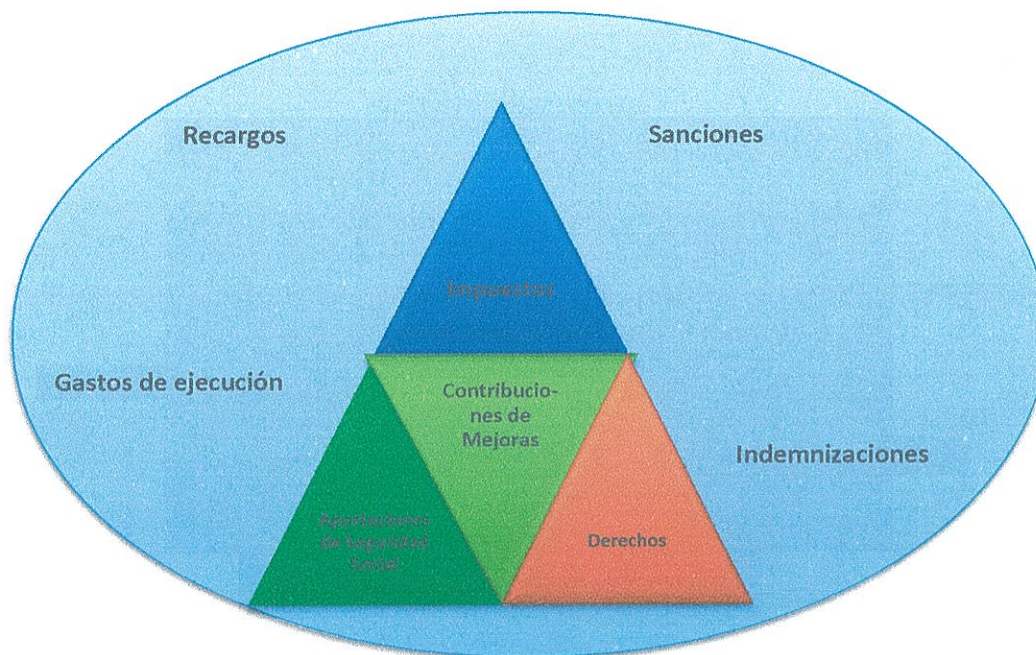 Recargos
Sanciones
Impuestos
Gastos de ejecución
Contribucio-
nes de
Mejoras
Indemnizaciones
Aportaciones
de Seguridad
Social
Derechos